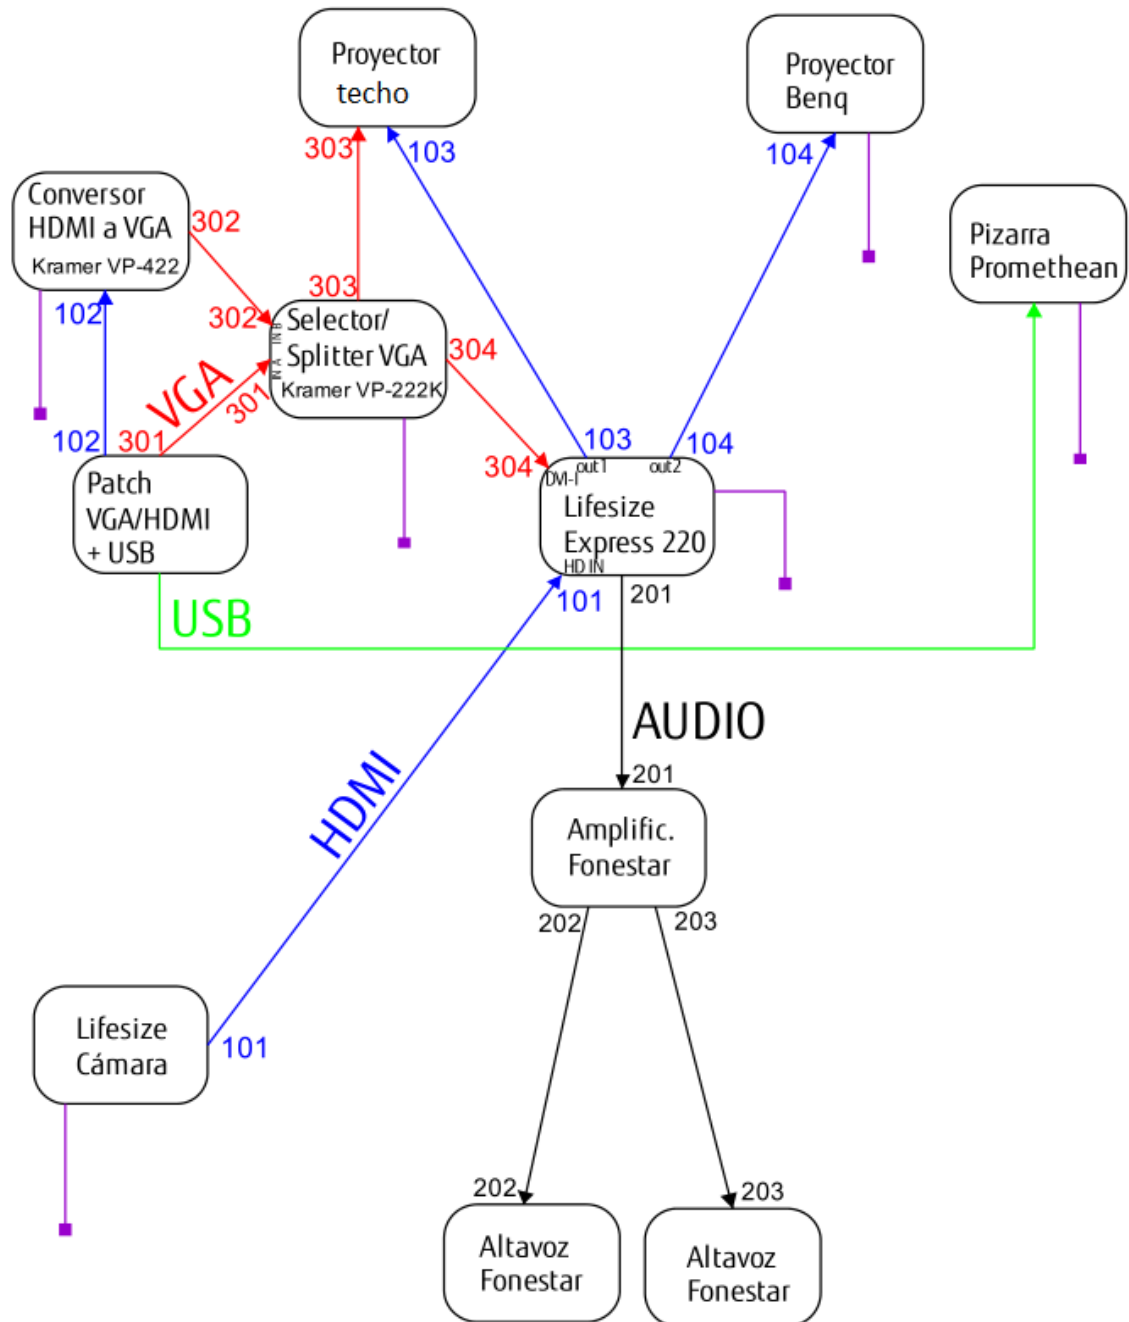 Proyector
techo
Proyector
Benq
303
103
104
Conversor
HDMI a VGA
Kramer VP-422
302
Pizarra
Promethean
102
303
302
IN B
Selector/
Splitter VGA
Kramer VP-222K
IN A
304
VGA
301
102
301
103
104
304
out1
out2
DVI-I
Lifesize
Express 220
HD IN
Patch
VGA/HDMI
+ USB
101
201
USB
AUDIO
HDMI
201
Amplific.
Fonestar
202
203
Lifesize
Cámara
101
202
203
Altavoz
Fonestar
Altavoz
Fonestar